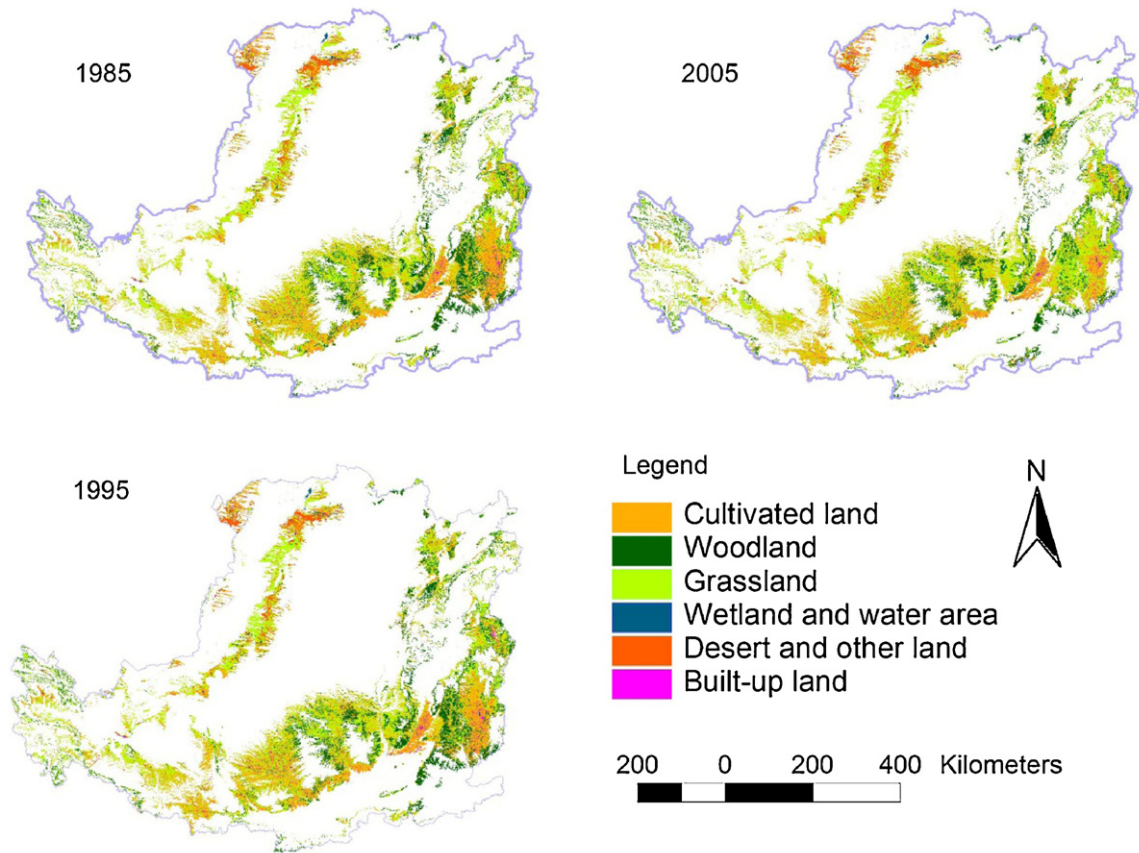 1985
2005
1995
Legend
Cultivated land
Woodland
Grassland
Wetland and water area
Desert and other land
Built-up land
N
200 0 200 400 Kilometers